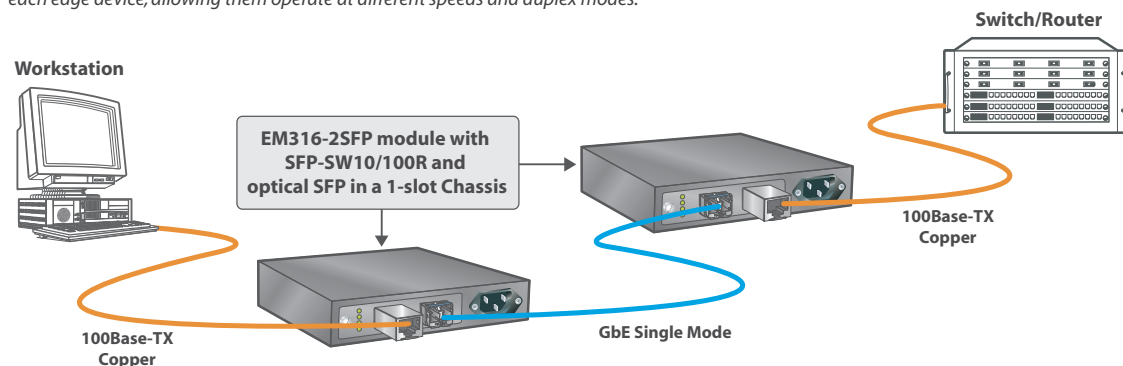 each edge device, allowing them operate at different speeds and duplex modes.
Switch/Router
Workstation
EM316-2SFP module with
SFP-SW10/100R and
optical SFP in a 1-slot Chassis
100Base-TX
Copper
GbE Single Mode
100Base-TX
Copper